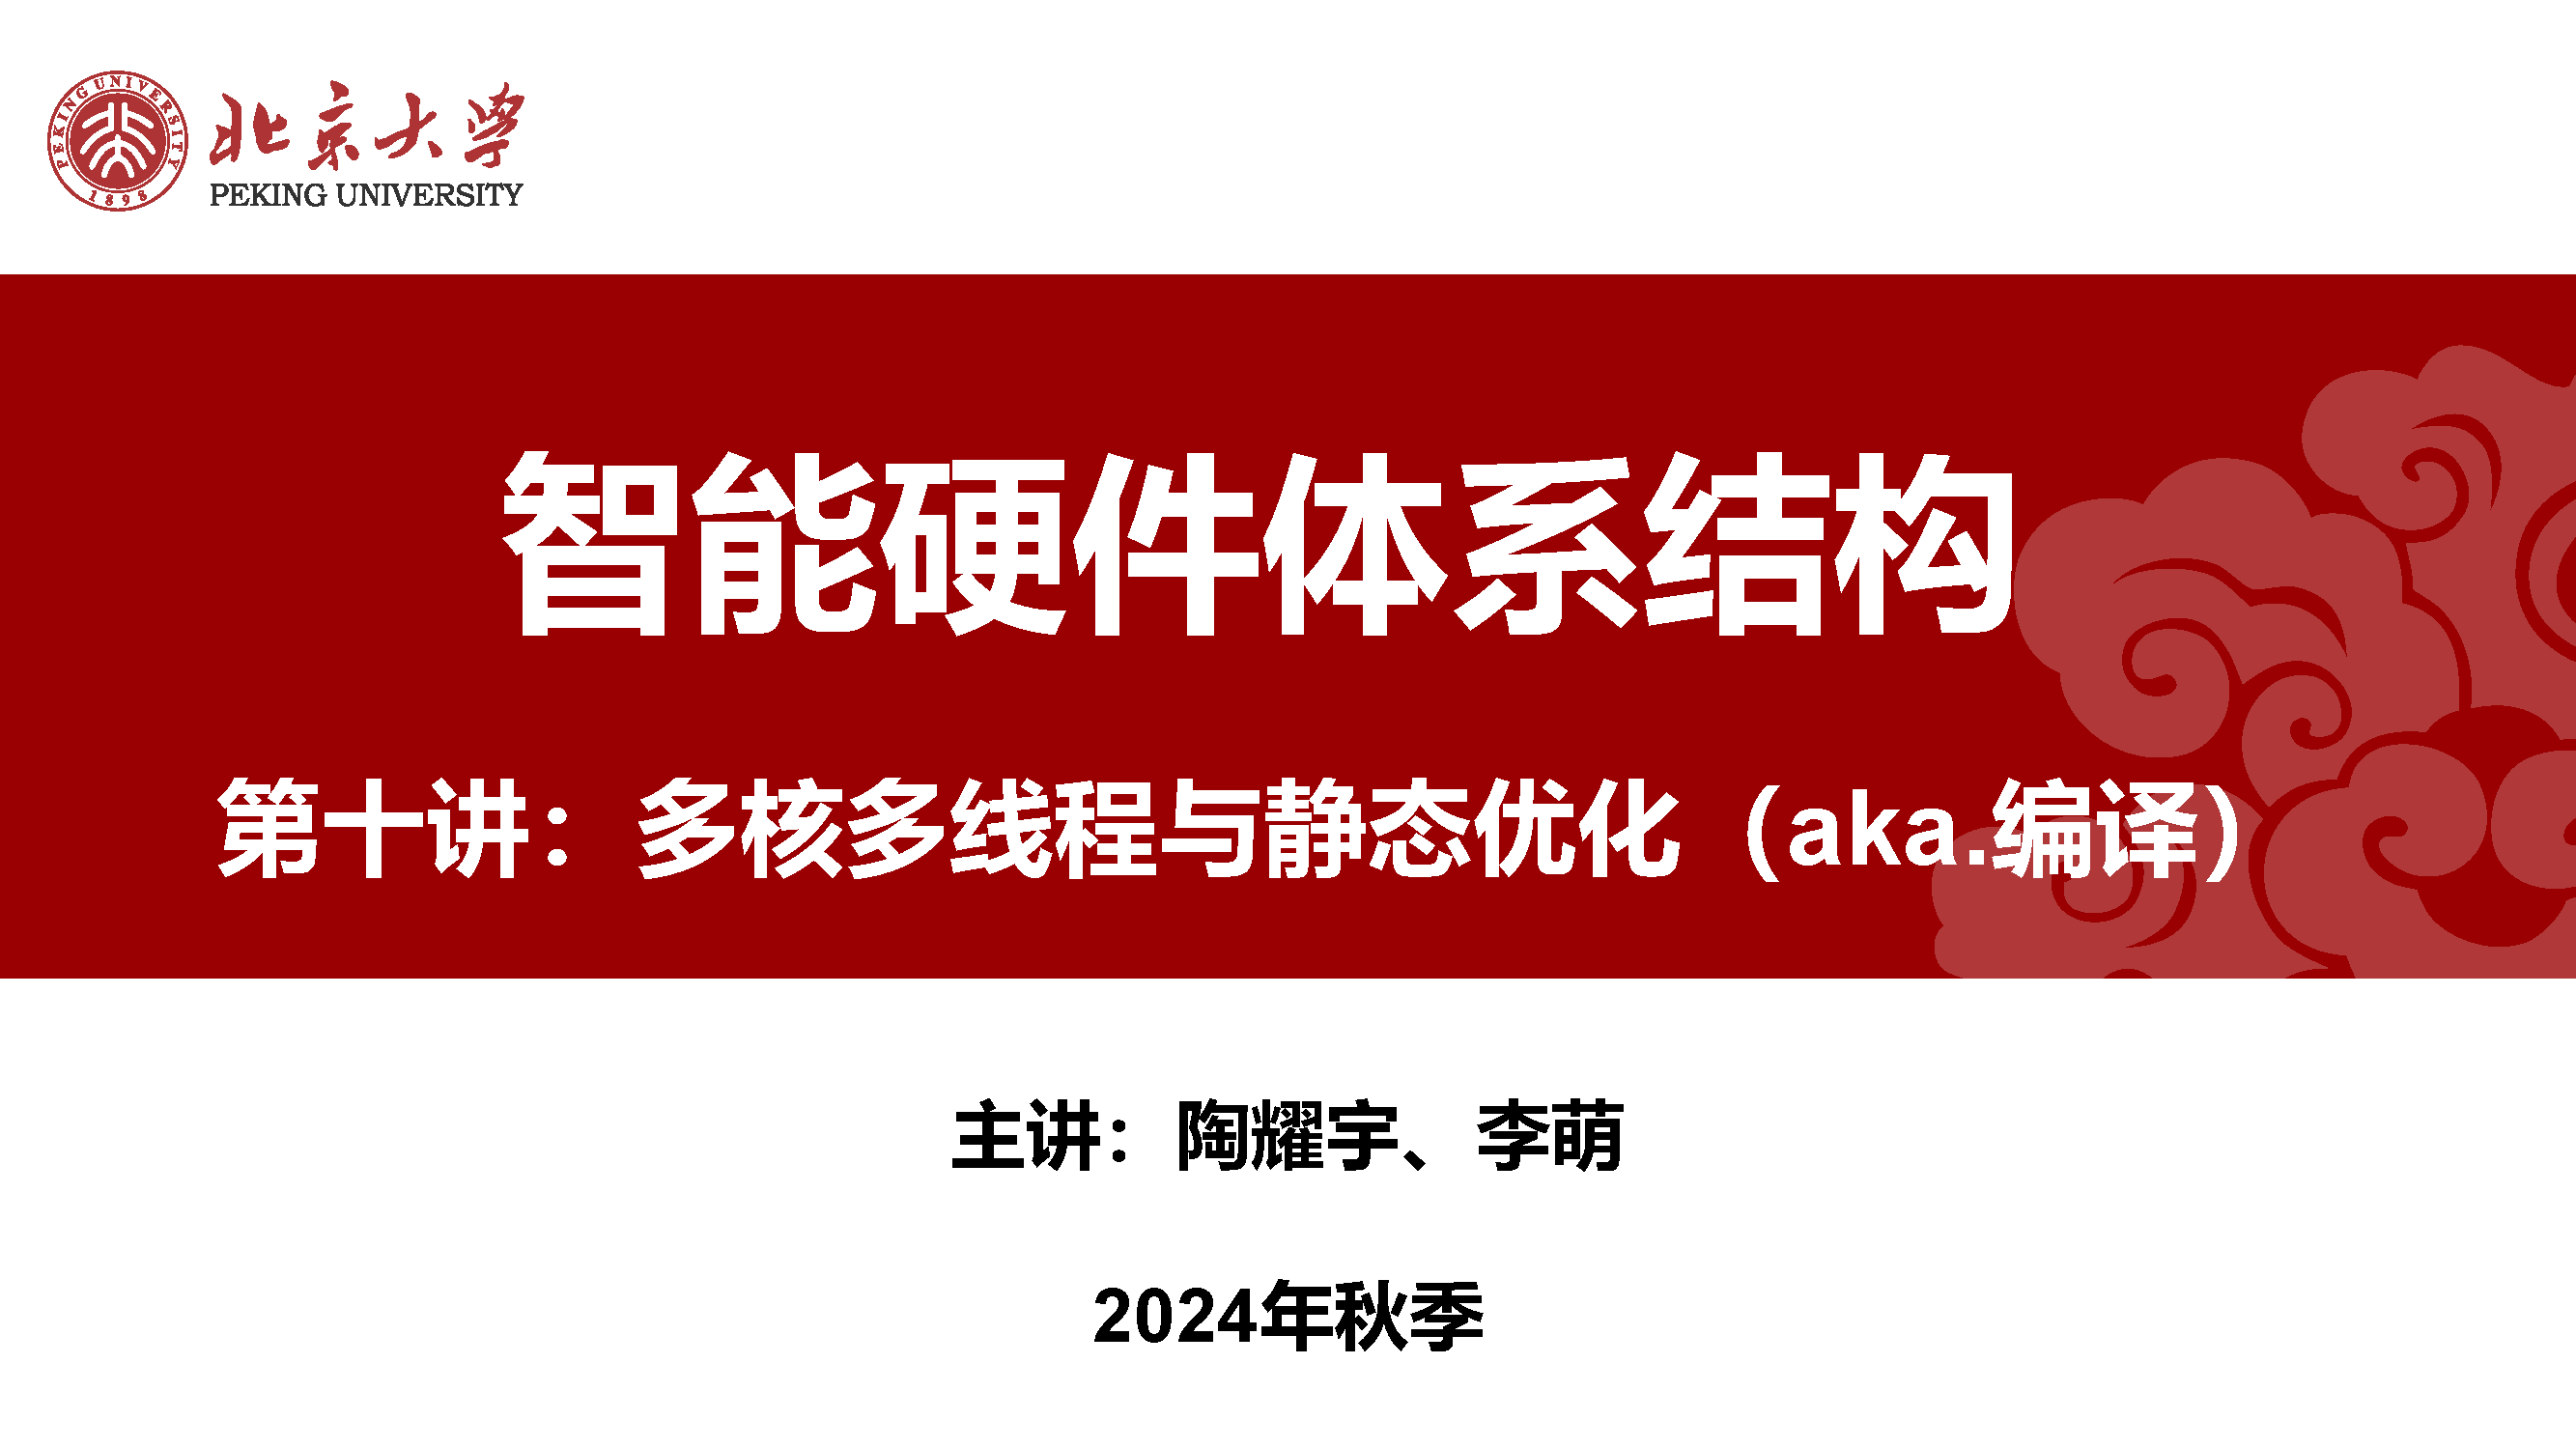 PEKING UNIVERSITY
1898
北京大学
PEKING UNIVERSITY
智能硬件体系结构
第十讲：多核多线程与静态优化（aka.编译)
主讲：陶耀宇、李萌
2024年秋季